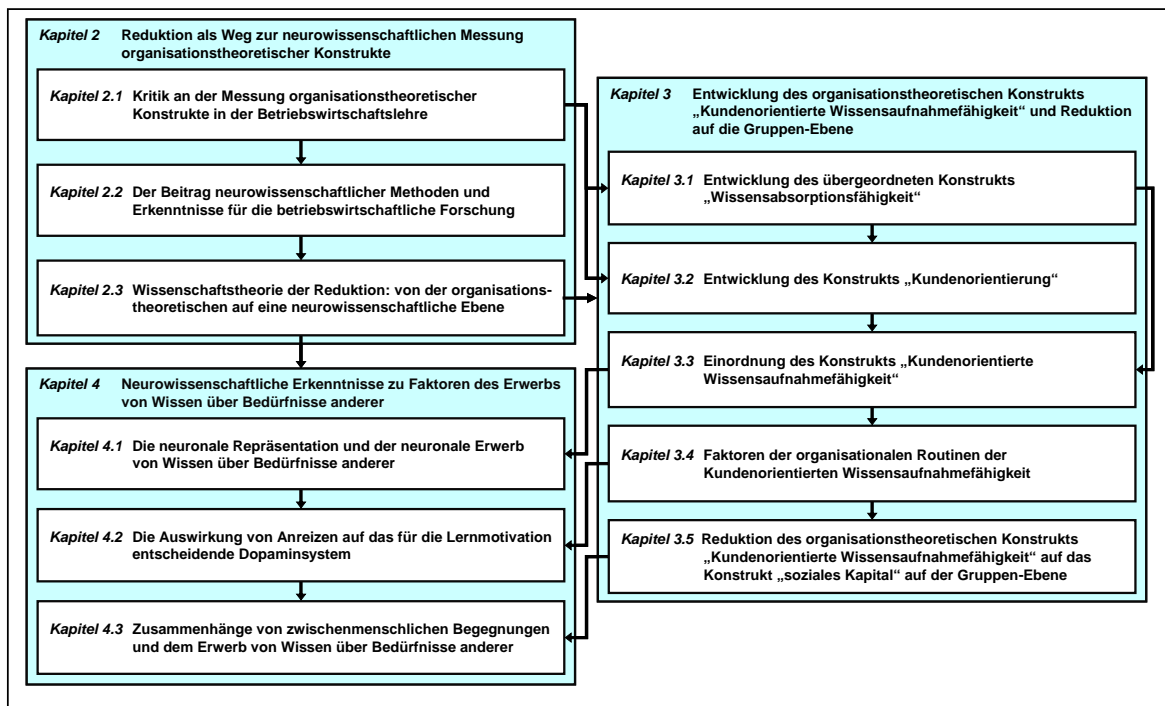 Kapitel 2 Reduktion als Weg zur neurowissenschaftlichen Messung
organisationstheoretischer Konstrukte
Kapitel 2.1 Kritik an der Messung organisationstheoretischer
Konstrukte in der Betriebswirtschaftslehre
Kapitel 2.2 Der Beitrag neurowissenschaftlicher Methoden und
Erkenntnisse für die betriebswirtschaftliche Forschung
Kapitel 2.3 Wissenschaftstheorie der Reduktion: von der organisations-
theoretischen auf eine neurowissenschaftliche Ebene
Kapitel 3 Entwicklung des organisationstheoretischen Konstrukts
„Kundenorientierte Wissensaufnahmefähigkeit“ und Reduktion
auf die Gruppen-Ebene
Kapitel 3.1 Entwicklung des übergeordneten Konstrukts
„Wissensabsorptionsfähigkeit“
Kapitel 3.2 Entwicklung des Konstrukts „Kundenorientierung“
Kapitel 3.3 Einordnung des Konstrukts „Kundenorientierte
Wissensaufnahmefähigkeit“
Kapitel 3.4 Faktoren der organisationalen Routinen der
Kundenorientierten Wissensaufnahmefähigkeit
Kapitel 3.5 Reduktion des organisationstheoretischen Konstrukts
„Kundenorientierte Wissensaufnahmefähigkeit“ auf das
Konstrukt „soziales Kapital“ auf der Gruppen-Ebene
Kapitel 4 Neurowissenschaftliche Erkenntnisse zu Faktoren des Erwerbs
von Wissen über Bedürfnisse anderer
Kapitel 4.1 Die neuronale Repräsentation und der neuronale Erwerb
von Wissen über Bedürfnisse anderer
Kapitel 4.2 Die Auswirkung von Anreizen auf das für die Lernmotivation
entscheidende Dopaminsystem
Kapitel 4.3 Zusammenhänge von zwischenmenschlichen Begegnungen
und dem Erwerb von Wissen über Bedürfnisse anderer